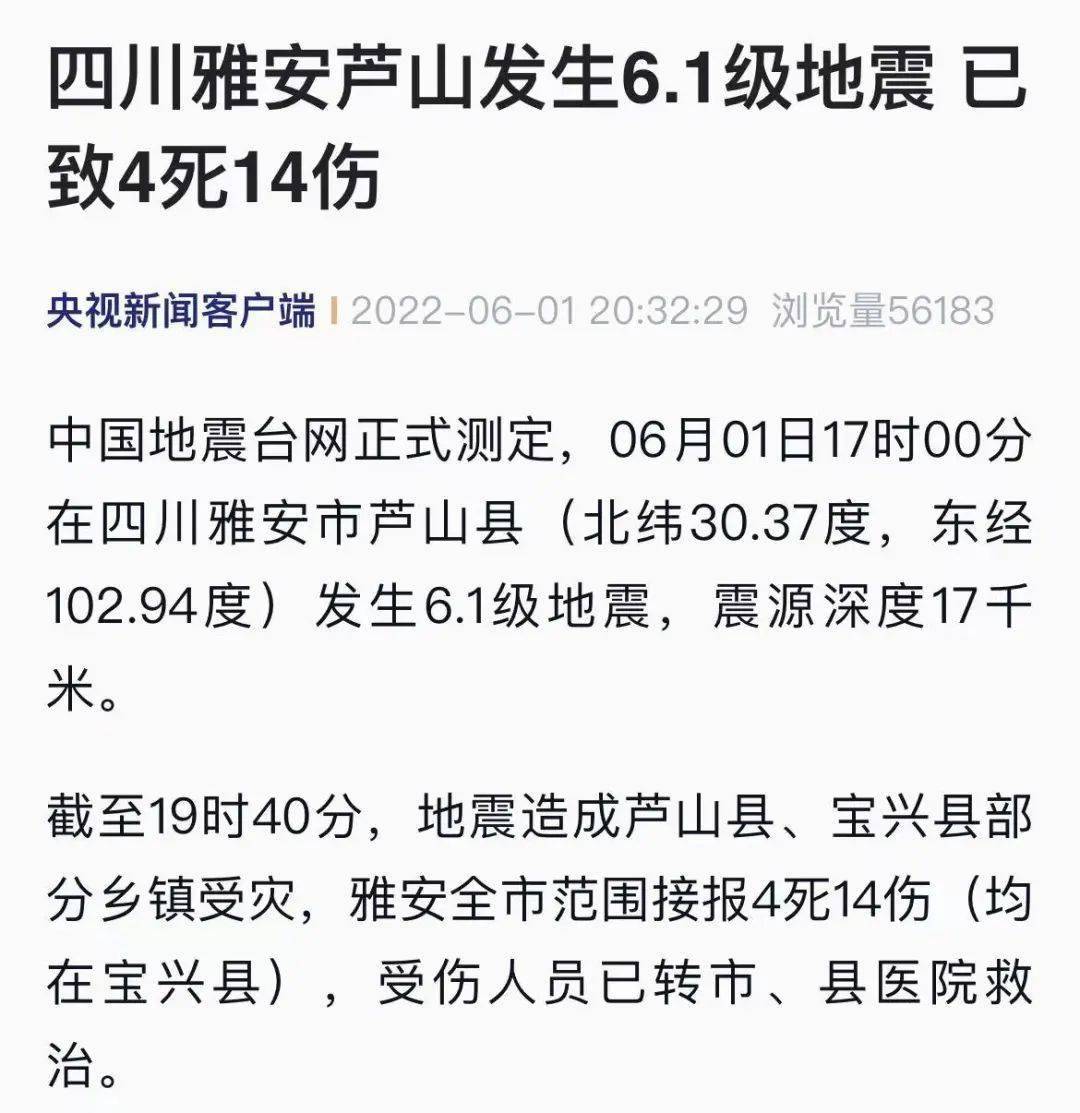 四川雅安芦山发生6.1级地震 已
致4死14伤
央视新闻客户端 | 2022-06-01 20:32:29 浏览量56183
中国地震台网正式测定，06月01日17时00分
在四川雅安市芦山县（北纬30.37度，东经
102.94度）发生6.1级地震，震源深度17千
米。
截至19时40分，地震造成芦山县、宝兴县部
分乡镇受灾，雅安全市范围接报4死14伤（均
在宝兴县），受伤人员已转市、县医院救
治。